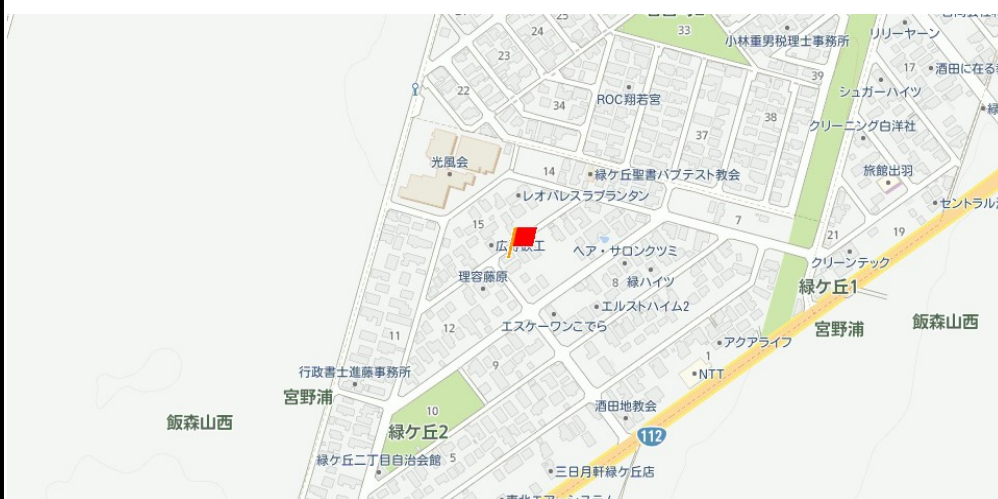 25
33
24
小林重男税理士事務所
リリーヤーン
23
39
17
酒田に在る
22
シュガーハイツ
34
ROC翔若宮
38
クリーニング白洋社
37
光風会
14
緑ケ丘聖書バプテスト教会
旅館出羽
レオパレスラブランタン
セントラル
15
7
21
19
ヘア・サロンクツミ
クリーンテック
理容藤原
8
緑ハイツ
緑ケ丘1
エルストハイム2
宮野浦
飯森山西
12
エスケーワンこでら
11
アクアライフ
9
1
行政書士進藤事務所
NTT
宮野浦
10
酒田地教会
飯森山西
緑ケ丘2
112
緑ケ丘二丁目自治会館
5
三日月軒緑ケ丘店